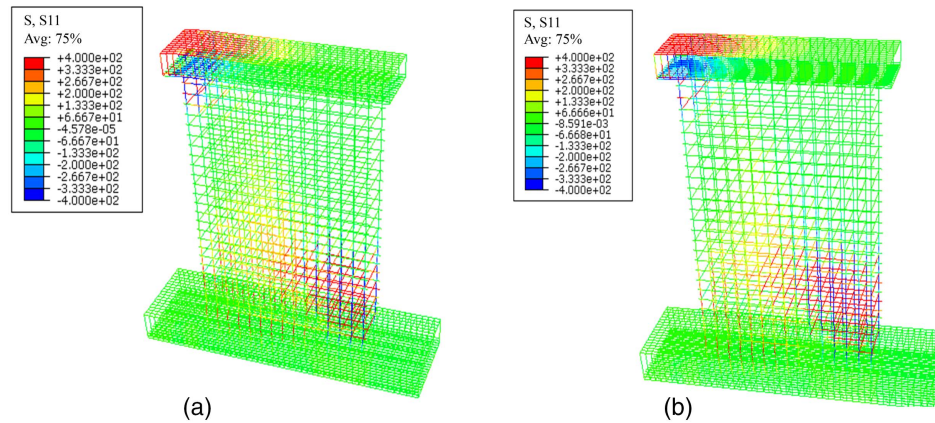 S, S11
Avg: 75%
+4.000e+02
+3.333e+02
+2.667e+02
+2.000e+02
+1.333e+02
+6.667e+01
-4.578e-05
-6.667e+01
-1.333e+02
-2.000e+02
-2.667e+02
-3.333e+02
-4.000e+02
(a)
S, S11
Avg: 75%
+4.000e+02
+3.333e+02
+2.667e+02
+2.000e+02
+1.333e+02
+6.667e+01
-8.591e-03
-6.668e+01
-1.333e+02
-2.000e+02
-2.667e+02
-3.333e+02
-4.000e+02
(b)